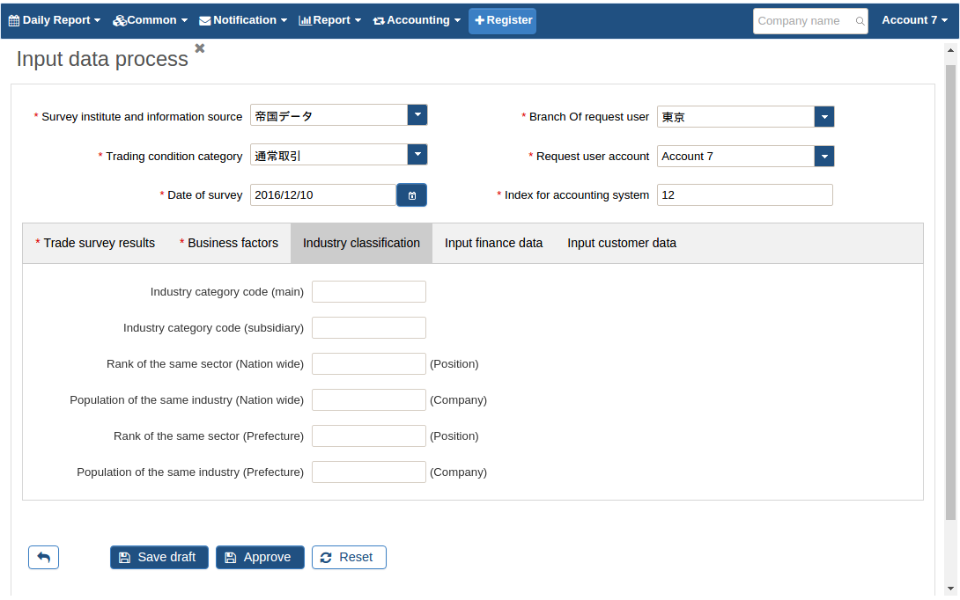 Daily Report Common Notification Report Accounting Register Company name Account 7
Input data process
* Survey institute and information source 帝国データ * Branch Of request user 東京
* Trading condition category 通常取引 * Request user account Account 7
* Date of survey 2016/12/10 * Index for accounting system 12
* Trade survey results * Business factors Industry classification Input finance data Input customer data
Industry category code (main)
Industry category code (subsidiary)
Rank of the same sector (Nation wide) (Position)
Population of the same industry (Nation wide) (Company)
Rank of the same sector (Prefecture) (Position)
Population of the same industry (Prefecture) (Company)
Save draft Approve Reset